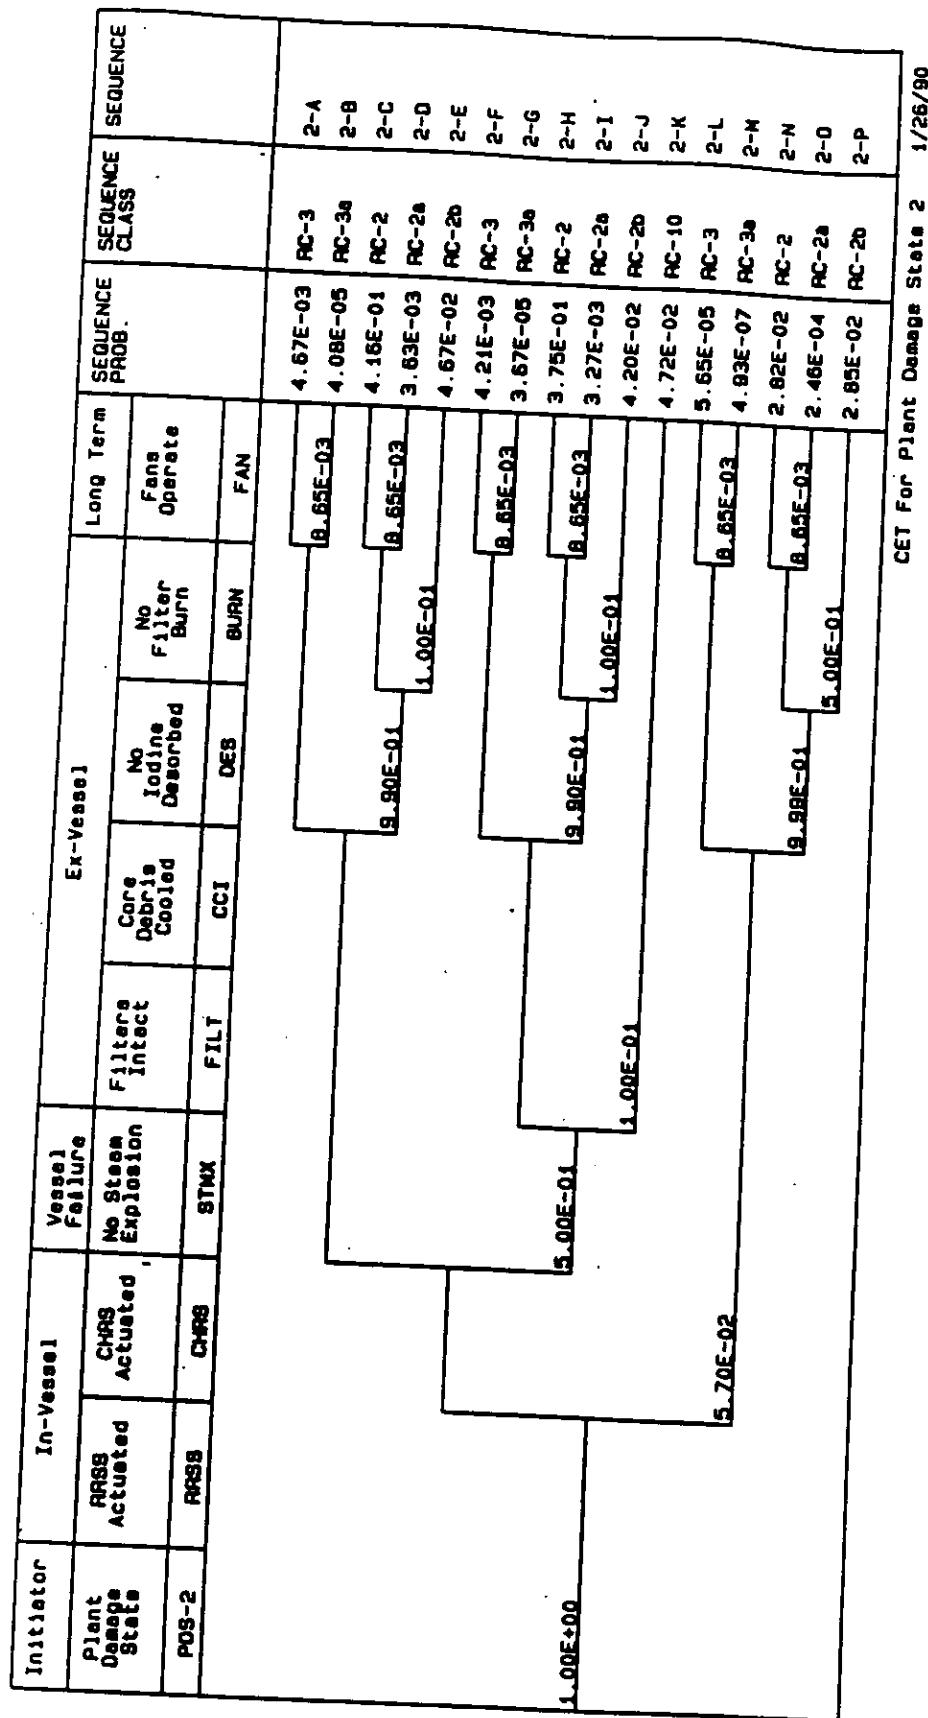 Initiator
In-Vessel
Vessel
Failure
Ex-Vessel
Long Term
SEQUENCE
PROB.
SEQUENCE
CLASS
SEQUENCE
Plant
Damage
State
RRSS
Actuated
CHRS
Actuated
No Steam
Explosion
Filters
Intact
Core
Debris
Cooled
No
Iodine
Desorbed
No
Filter
Burn
Fans
Operate
PDS-2
RRSS
CHRS
STMX
FILT
CCI
DES
BURN
FAN
4.67E-03 RC-3 2-A
8.65E-03
4.08E-05 RC-3a 2-B
4.16E-01 RC-2 2-C
8.65E-03
9.90E-01
3.63E-03 RC-2a 2-D
1.00E-01
4.67E-02 RC-2b 2-E
4.21E-03 RC-3 2-F
8.65E-03
3.67E-05 RC-3a 2-G
3.75E-01 RC-2 2-H
5.00E-01
9.90E-01
8.65E-03
3.27E-03 RC-2a 2-I
1.00E+00
1.00E-01
4.20E-02 RC-2b 2-J
1.00E-01
4.72E-02 RC-10 2-K
5.65E-05 RC-3 2-L
5.70E-02
8.65E-03
4.93E-07 RC-3a 2-M
2.82E-02 RC-2 2-N
9.98E-01
8.65E-03
2.46E-04 RC-2a 2-O
5.00E-01
2.85E-02 RC-2b 2-P
CET For Plant Damage State 2 1/26/90